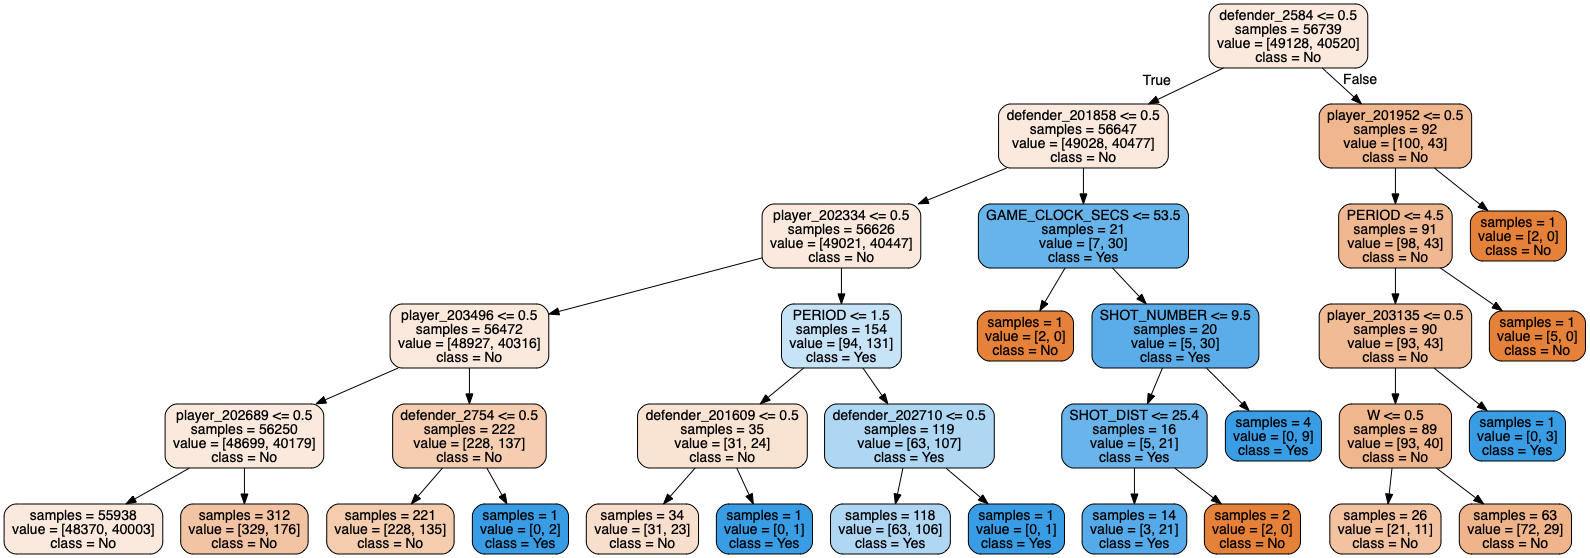 defender_2584 <= 0.5
samples = 56739
value = [49128, 40520]
class = No
True
False
defender_201858 <= 0.5
samples = 56647
value = [49028, 40477]
class = No
player_201952 <= 0.5
samples = 92
value = [100, 43]
class = No
player_202334 <= 0.5
samples = 56626
value = [49021, 40447]
class = No
GAME_CLOCK_SECS <= 53.5
samples = 21
value = [7, 30]
class = Yes
PERIOD <= 4.5
samples = 91
value = [98, 43]
class = No
samples = 1
value = [2, 0]
class = No
player_203496 <= 0.5
samples = 56472
value = [48927, 40316]
class = No
PERIOD <= 1.5
samples = 154
value = [94, 131]
class = Yes
samples = 1
value = [2, 0]
class = No
SHOT_NUMBER <= 9.5
samples = 20
value = [5, 30]
class = Yes
player_203135 <= 0.5
samples = 90
value = [93, 43]
class = No
samples = 1
value = [5, 0]
class = No
player_202689 <= 0.5
samples = 56250
value = [48699, 40179]
class = No
defender_2754 <= 0.5
samples = 222
value = [228, 137]
class = No
defender_201609 <= 0.5
samples = 35
value = [31, 24]
class = No
defender_202710 <= 0.5
samples = 119
value = [63, 107]
class = Yes
SHOT_DIST <= 25.4
samples = 16
value = [5, 21]
class = Yes
samples = 4
value = [0, 9]
class = Yes
W <= 0.5
samples = 89
value = [93, 40]
class = No
samples = 1
value = [0, 3]
class = Yes
samples = 55938
value = [48370, 40003]
class = No
samples = 312
value = [329, 176]
class = No
samples = 221
value = [228, 135]
class = No
samples = 1
value = [0, 2]
class = Yes
samples = 34
value = [31, 23]
class = No
samples = 1
value = [0, 1]
class = Yes
samples = 118
value = [63, 106]
class = Yes
samples = 1
value = [0, 1]
class = Yes
samples = 14
value = [3, 21]
class = Yes
samples = 2
value = [2, 0]
class = No
samples = 26
value = [21, 11]
class = No
samples = 63
value = [72, 29]
class = No